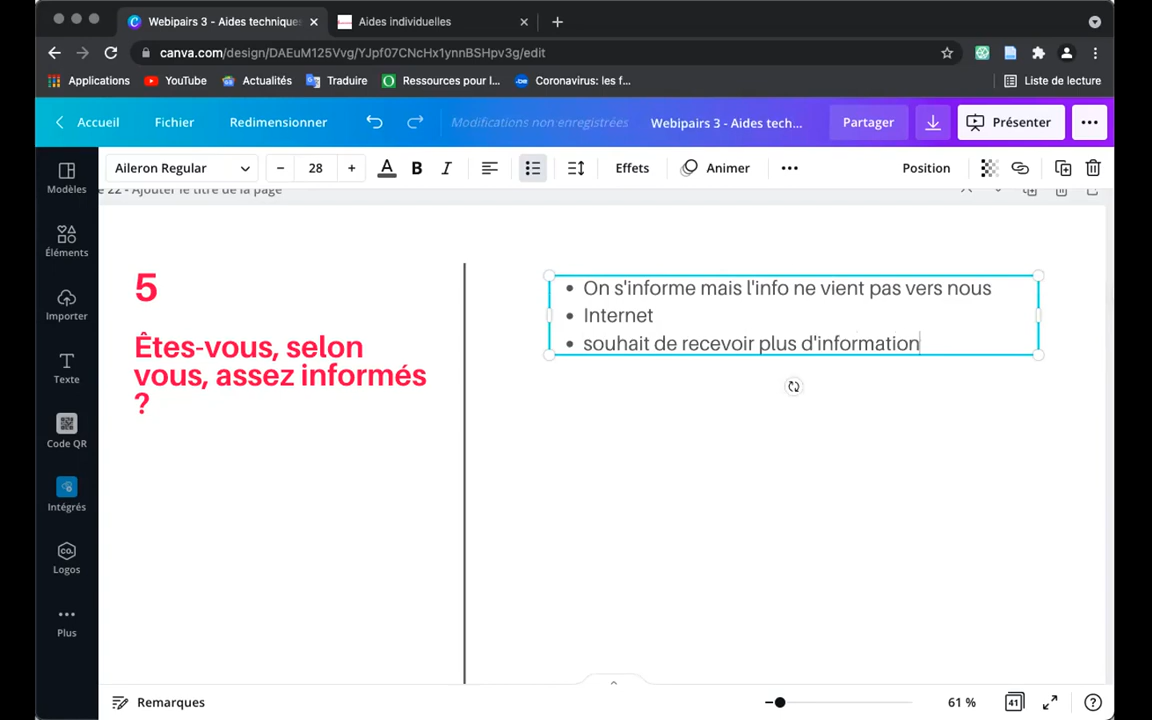 Webipairs 3 - Aides technique
Aides individuelles
canva.com/design/DAEuM125Vvg/YJpf07CNcHx1ynnBSHpv3g/edit
Applications
YouTube
Actualités
Traduire
Ressources pour l...
Coronavirus: les f...
Liste de lecture
Accueil
Fichier
Redimensionner
Modifications non enregistrées
Webipairs 3 - Aides tech...
Partager
Présenter
Aileron Regular
28
Effets
Animer
Position
e 22 - Ajouter le titre de la page
Modèles
Éléments
Importer
Texte
Code QR
Intégrés
Logos
Plus
5
Êtes-vous, selon
vous, assez informés
?
• On s'informe mais l'info ne vient pas vers nous
• Internet
• souhait de recevoir plus d'information
Remarques
61 %
41